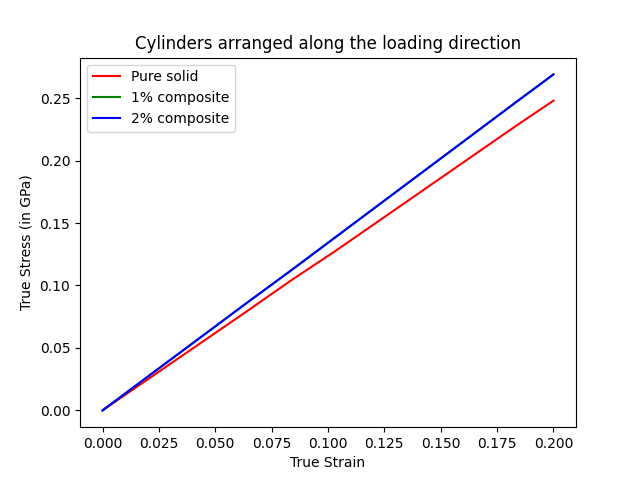 Cylinders arranged along the loading direction
Pure solid
1% composite
2% composite
True Stress (in GPa)
0.25
0.20
0.15
0.10
0.05
0.00
0.000 0.025 0.050 0.075 0.100 0.125 0.150 0.175 0.200
True Strain